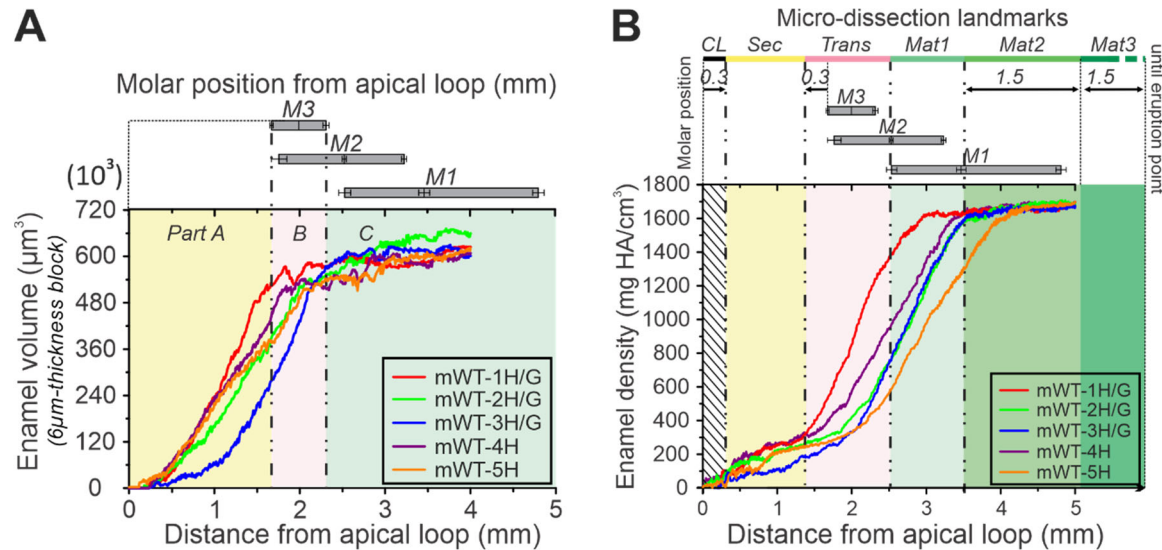 A
Molar position from apical loop (mm)
M3
M2
M1
(10³)
720
600
480
360
240
120
0
Enamel volume (µm³)
(6µm-thickness block)
Part A
B
C
mWT-1H/G
mWT-2H/G
mWT-3H/G
mWT-4H
mWT-5H
0 1 2 3 4 5
Distance from apical loop (mm)
B
Micro-dissection landmarks
CL Sec Trans Mat1 Mat2 Mat3
0.3 0.3 1.5 1.5
Molar position
until eruption point
M3
M2
M1
1800
1600
1400
1200
1000
800
600
400
200
0
Enamel density (mg HA/cm³)
mWT-1H/G
mWT-2H/G
mWT-3H/G
mWT-4H
mWT-5H
0 1 2 3 4 5
Distance from apical loop (mm)